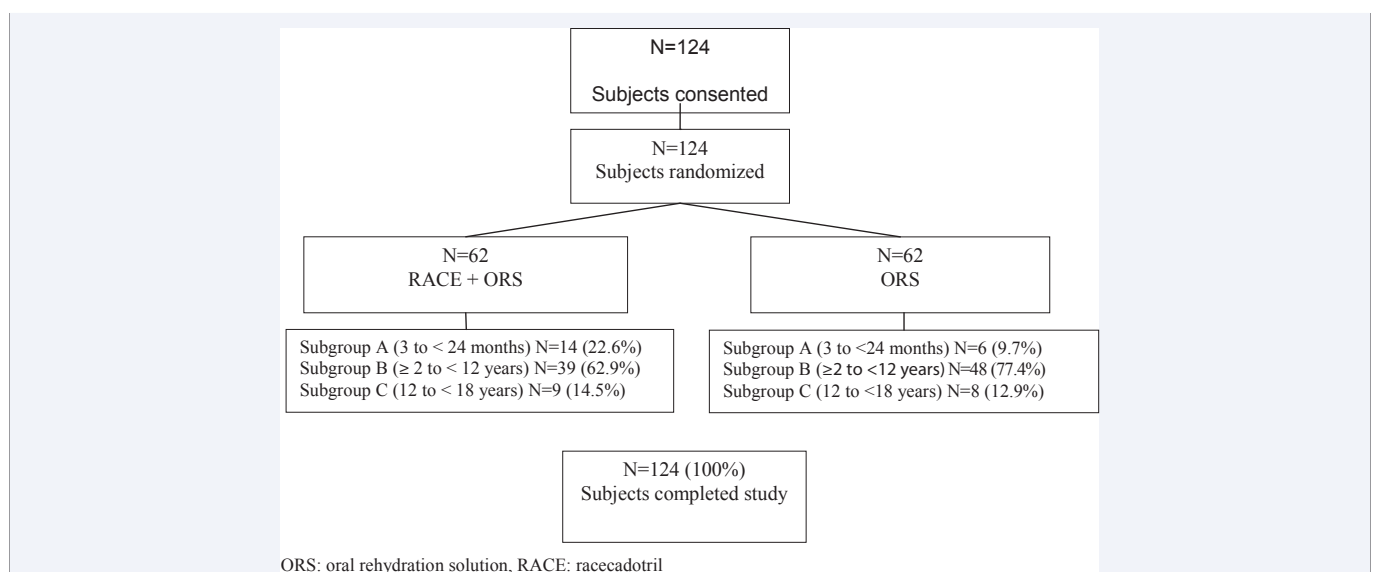 N=124
Subjects consented
N=124
Subjects randomized
N=62
RACE + ORS
N=62
ORS
Subgroup A (3 to < 24 months) N=14 (22.6%)
Subgroup B (≥ 2 to < 12 years) N=39 (62.9%)
Subgroup C (12 to < 18 years) N=9 (14.5%)
Subgroup A (3 to <24 months) N=6 (9.7%)
Subgroup B (≥2 to <12 years) N=48 (77.4%)
Subgroup C (12 to <18 years) N=8 (12.9%)
N=124 (100%)
Subjects completed study
ORS: oral rehydration solution, RACE: racecadotril